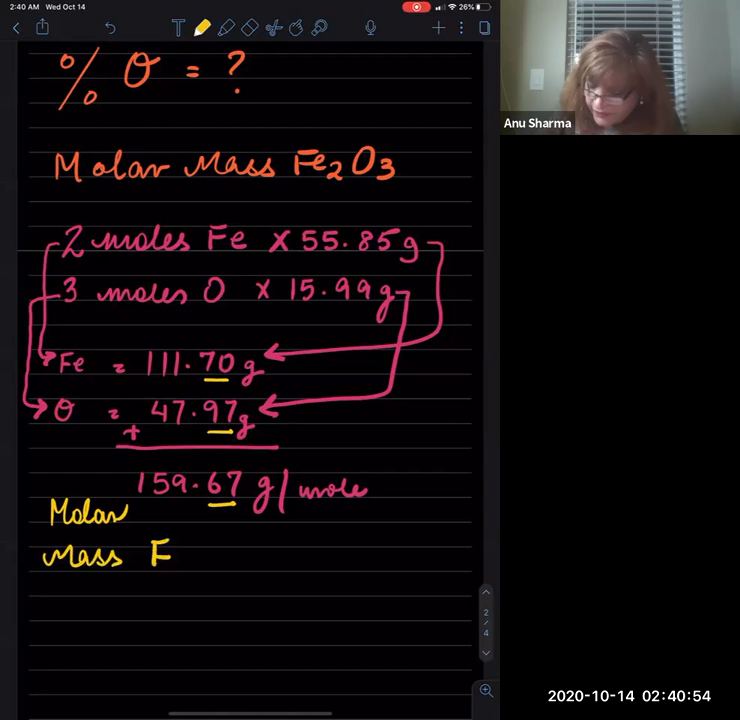 2:40 AM Wed Oct 14
26%
% O = ?
Molar Mass Fe2O3
2 moles Fe × 55.85g
3 moles O × 15.99g
Fe = 111.70 g
O = + 47.97g
159.67 g/mole
Molar
Mass F
2
/
4
Anu Sharma
2020-10-14 02:40:54